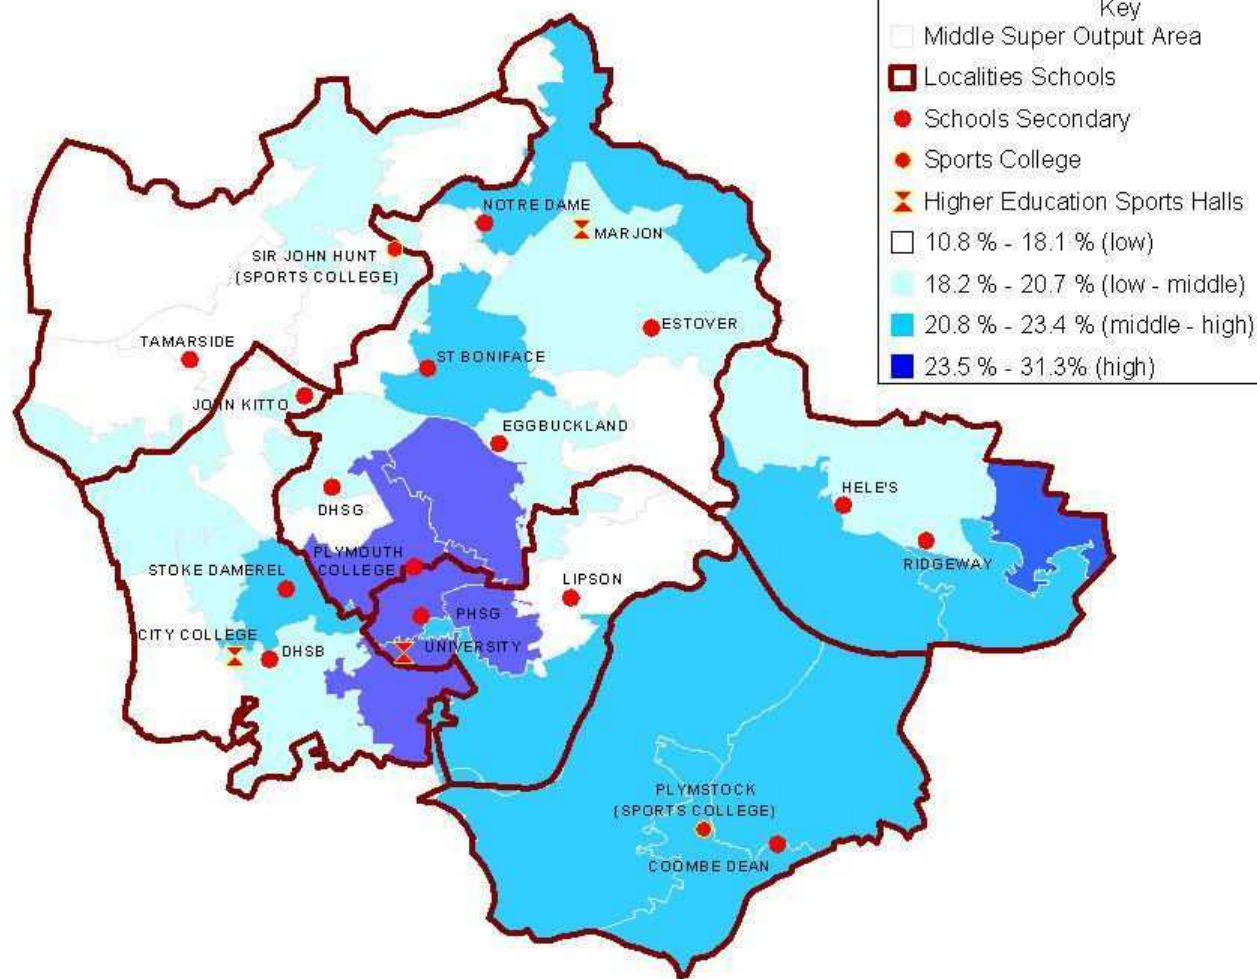 Key
Middle Super Output Area
Localities Schools
Schools Secondary
Sports College
Higher Education Sports Halls
10.8 % - 18.1 % (low)
18.2 % - 20.7 % (low - middle)
20.8 % - 23.4 % (middle - high)
23.5 % - 31.3% (high)
NOTRE DAME
MARJON
SIR JOHN HUNT
(SPORTS COLLEGE)
ESTOVER
TAMARSIDE
ST BONIFACE
JOHN KITTO
EGGBUCKLAND
HELE'S
DHSG
RIDGEWAY
PLYMOUTH
COLLEGE
STOKE DAMEREL
LIPSON
PHSG
CITY COLLEGE
UNIVERSITY
DHSB
PLYMSTOCK
(SPORTS COLLEGE)
COOMBE DEAN